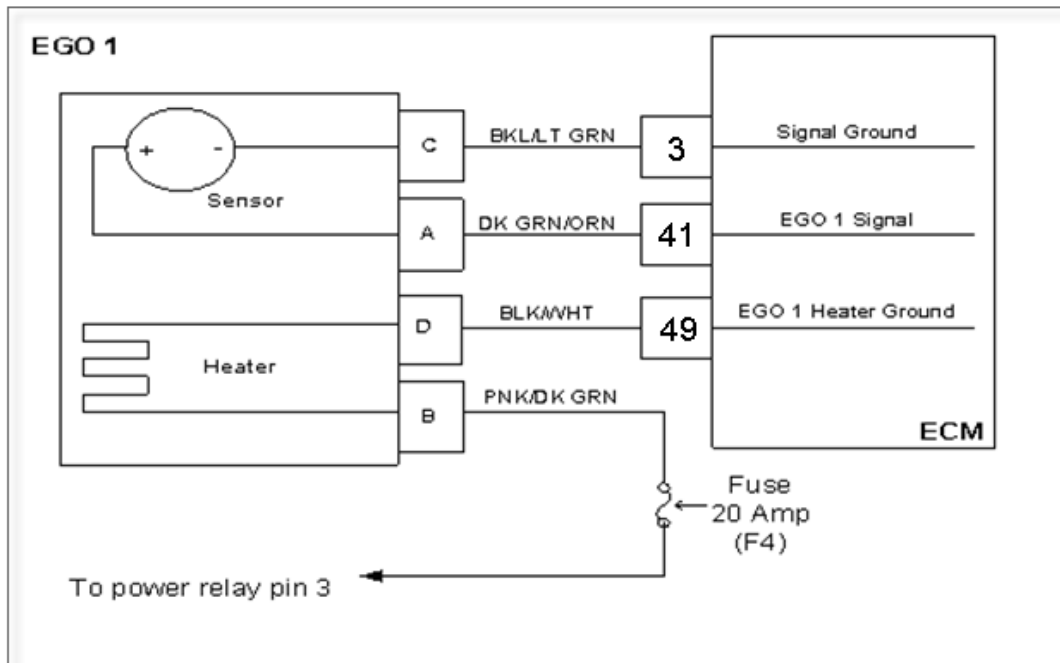 EGO 1
C
BKL/LT GRN
3
Signal Ground
+ -
Sensor
A
DK GRN/ORN
41
EGO 1 Signal
D
BLK/WHT
49
EGO 1 Heater Ground
Heater
B
PNK/DK GRN
ECM
Fuse
20 Amp
(F4)
To power relay pin 3